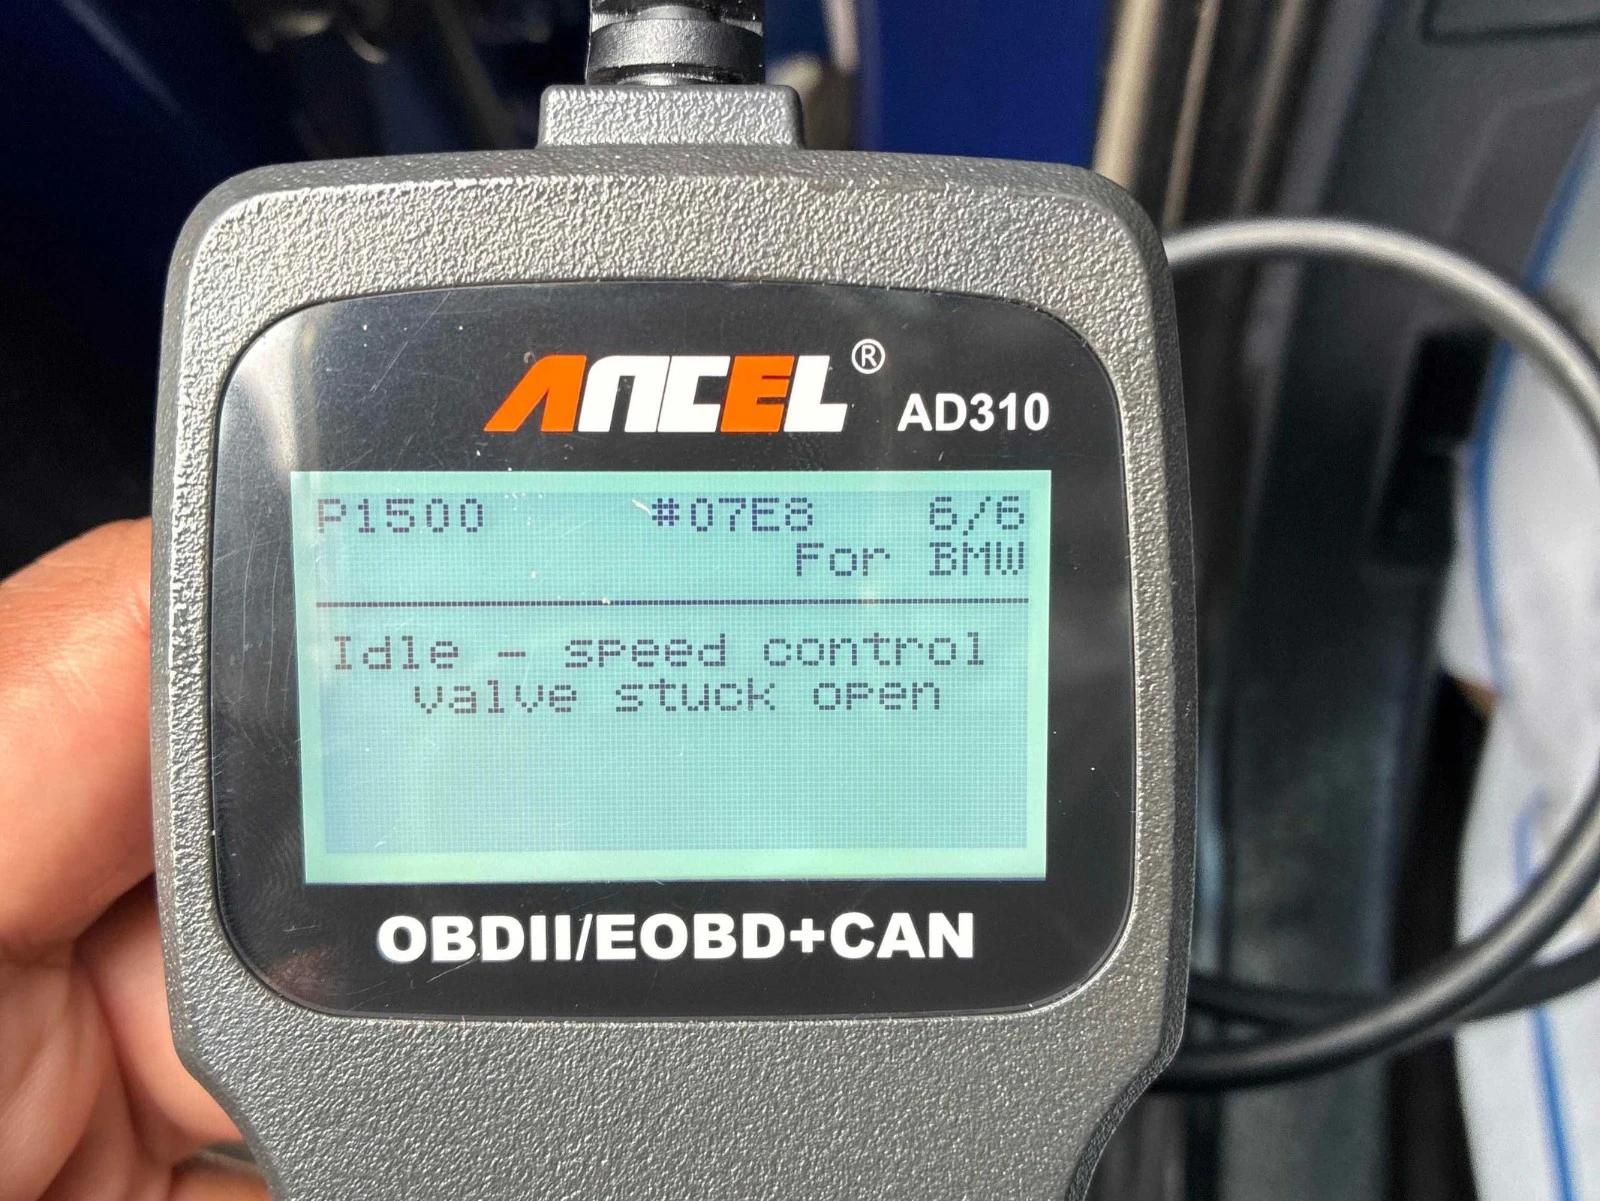 ANCEL® AD310
P1500 #07E8 6/6
For BMW
Idle - speed control
valve stuck open
OBDII/EOBD+CAN